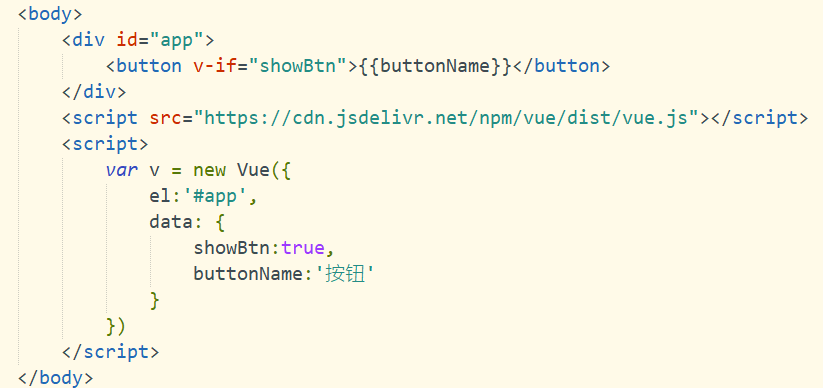 <body>
<div id="app">
<button v-if="showBtn">{{buttonName}}</button>
</div>
<script src="https://cdn.jsdelivr.net/npm/vue/dist/vue.js"></script>
<script>
var v = new Vue({
el:'#app',
data: {
showBtn:true,
buttonName:'按钮'
}
})
</script>
</body>